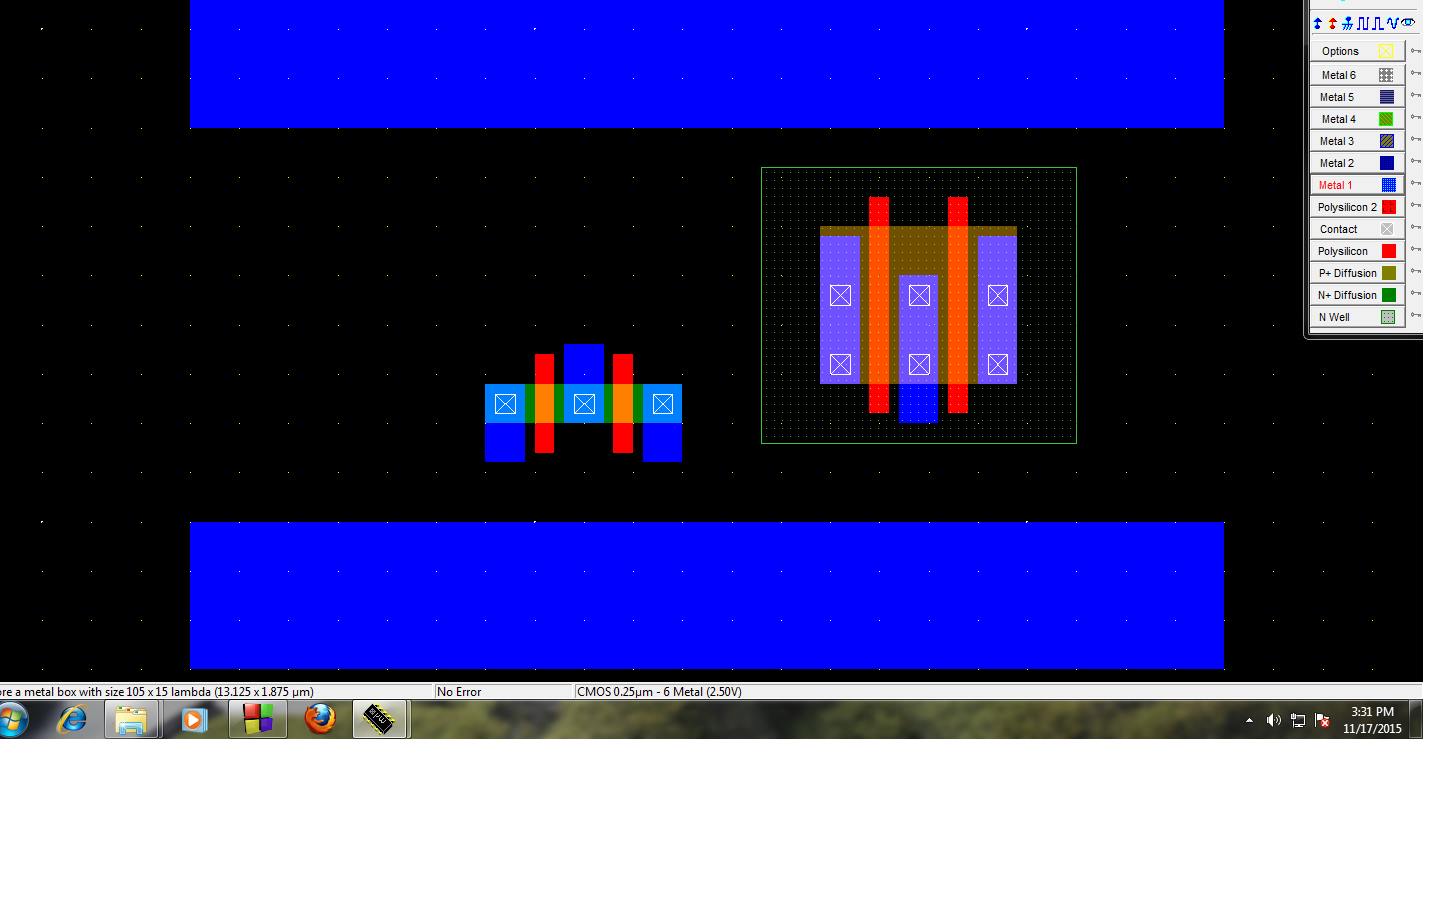 Options
Metal 6
Metal 5
Metal 4
Metal 3
Metal 2
Metal 1
Polysilicon 2
Contact
Polysilicon
P+ Diffusion
N+ Diffusion
N Well
a metal box with size 105 x 15 lambda (13.125 x 1.875 µm)
No Error
CMOS 0.25µm - 6 Metal (2.50V)
3:31 PM
11/17/2015